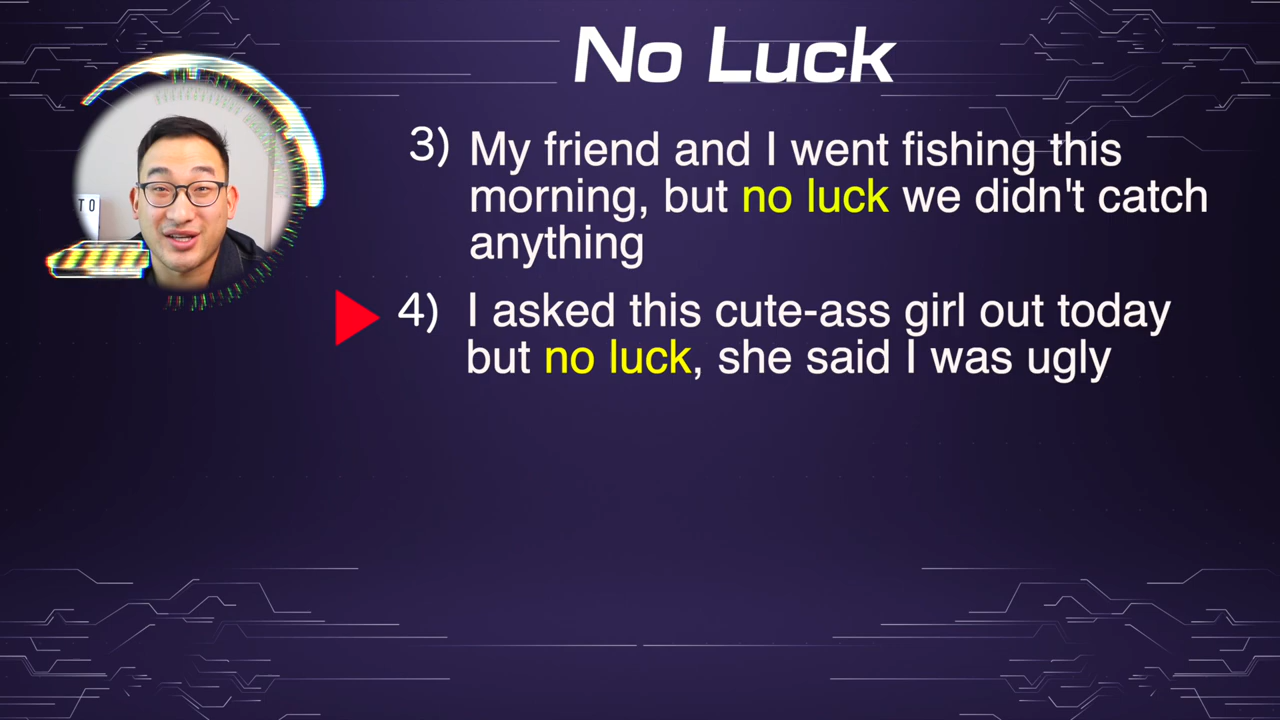 No Luck
TO
3) My friend and I went fishing this
morning, but no luck we didn't catch
anything
4) I asked this cute-ass girl out today
but no luck, she said I was ugly